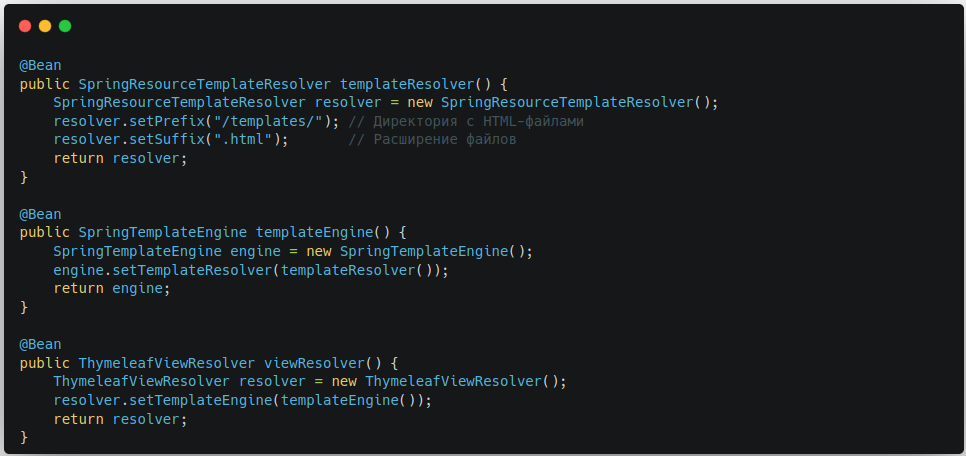 @Bean
public SpringResourceTemplateResolver templateResolver() {
    SpringResourceTemplateResolver resolver = new SpringResourceTemplateResolver();
    resolver.setPrefix("/templates/"); // Директория с HTML-файлами
    resolver.setSuffix(".html");       // Расширение файлов
    return resolver;
}

@Bean
public SpringTemplateEngine templateEngine() {
    SpringTemplateEngine engine = new SpringTemplateEngine();
    engine.setTemplateResolver(templateResolver());
    return engine;
}

@Bean
public ThymeleafViewResolver viewResolver() {
    ThymeleafViewResolver resolver = new ThymeleafViewResolver();
    resolver.setTemplateEngine(templateEngine());
    return resolver;
}